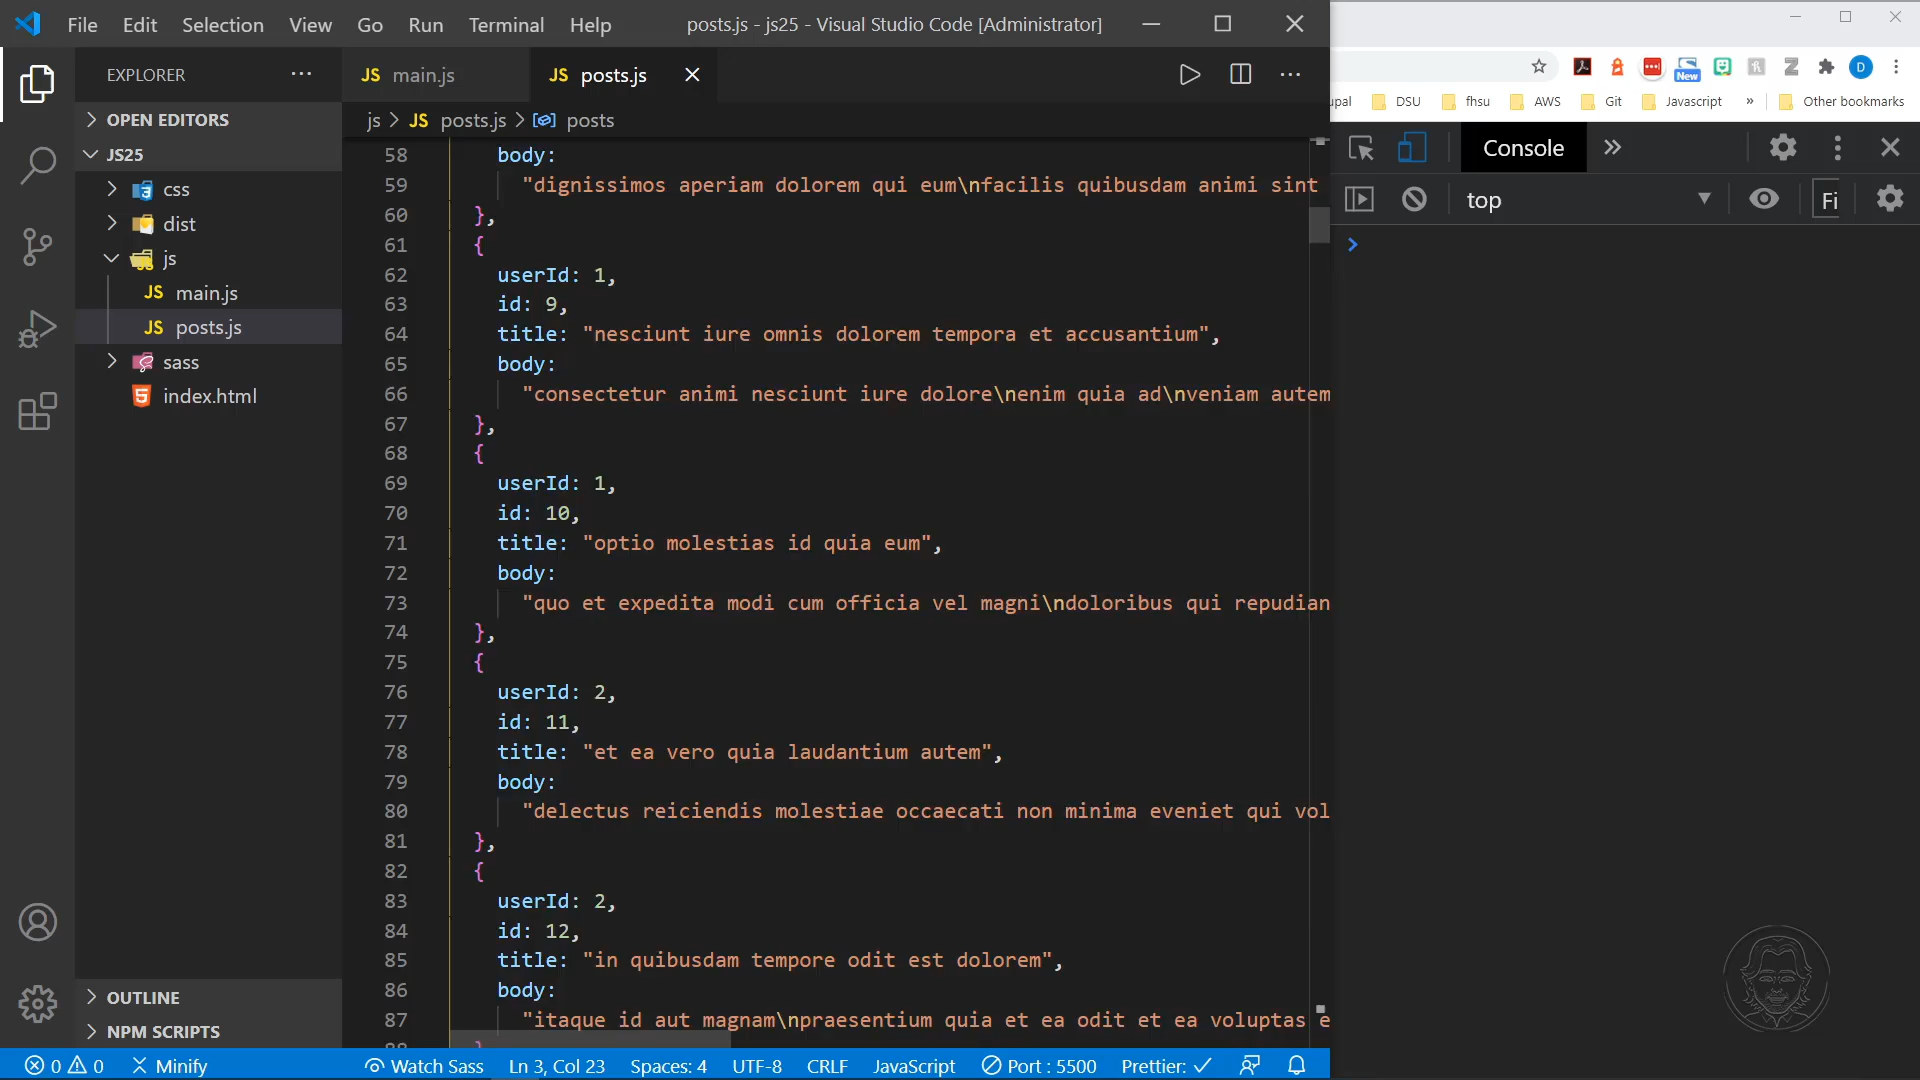 File Edit Selection View Go Run Terminal Help posts.js - js25 - Visual Studio Code [Administrator]
EXPLORER
JS main.js
JS posts.js
js > JS posts.js > posts
OPEN EDITORS
JS25
css
dist
js
JS main.js
JS posts.js
sass
index.html
OUTLINE
NPM SCRIPTS
58 body:
59 "dignissimos aperiam dolorem qui eum\nfacilis quibusdam animi sint
60 },
61 {
62 userId: 1,
63 id: 9,
64 title: "nesciunt iure omnis dolorem tempora et accusantium",
65 body:
66 "consectetur animi nesciunt iure dolore\nenim quia ad\nveniam autem
67 },
68 {
69 userId: 1,
70 id: 10,
71 title: "optio molestias id quia eum",
72 body:
73 "quo et expedita modi cum officia vel magni\ndoloribus qui repudian
74 },
75 {
76 userId: 2,
77 id: 11,
78 title: "et ea vero quia laudantium autem",
79 body:
80 "delectus reiciendis molestiae occaecati non minima eveniet qui vol
81 },
82 {
83 userId: 2,
84 id: 12,
85 title: "in quibusdam tempore odit est dolorem",
86 body:
87 "itaque id aut magnam\npraesentium quia et ea odit et ea voluptas e
88 }
0 0 Minify Watch Sass Ln 3, Col 23 Spaces: 4 UTF-8 CRLF JavaScript Port : 5500 Prettier: ✓
New D
upal DSU fhsu AWS Git Javascript » Other bookmarks
Console
top Fi